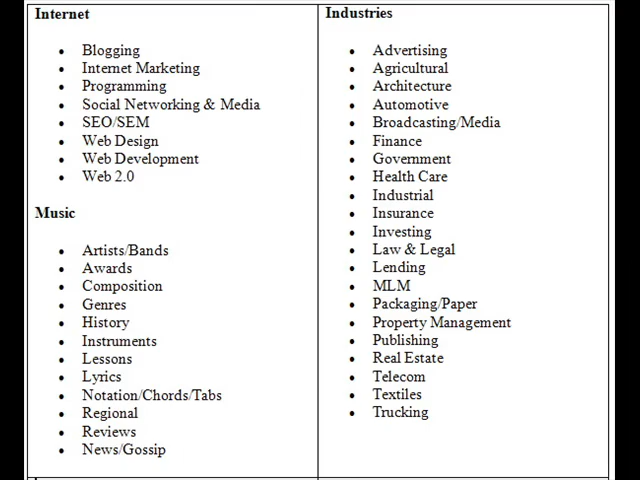 Internet
Blogging
Internet Marketing
Programming
Social Networking & Media
SEO/SEM
Web Design
Web Development
Web 2.0
Music
Artists/Bands
Awards
Composition
Genres
History
Instruments
Lessons
Lyrics
Notation/Chords/Tabs
Regional
Reviews
News/Gossip
Industries
Advertising
Agricultural
Architecture
Automotive
Broadcasting/Media
Finance
Government
Health Care
Industrial
Insurance
Investing
Law & Legal
Lending
MLM
Packaging/Paper
Property Management
Publishing
Real Estate
Telecom
Textiles
Trucking